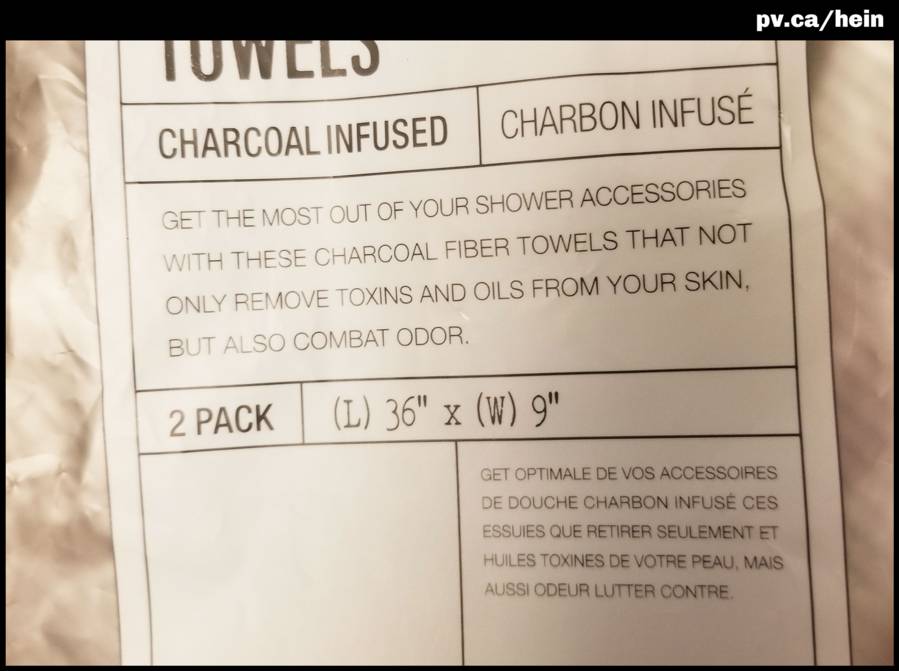 pv.ca/hein
TOWELS
CHARCOAL INFUSED
CHARBON INFUSÉ
GET THE MOST OUT OF YOUR SHOWER ACCESSORIES
WITH THESE CHARCOAL FIBER TOWELS THAT NOT
ONLY REMOVE TOXINS AND OILS FROM YOUR SKIN,
BUT ALSO COMBAT ODOR.
2 PACK
(L) 36" x (W) 9"
GET OPTIMALE DE VOS ACCESSOIRES
DE DOUCHE CHARBON INFUSÉ CES
ESSUIES QUE RETIRER SEULEMENT ET
HUILES TOXINES DE VOTRE PEAU, MAIS
AUSSI ODEUR LUTTER CONTRE.